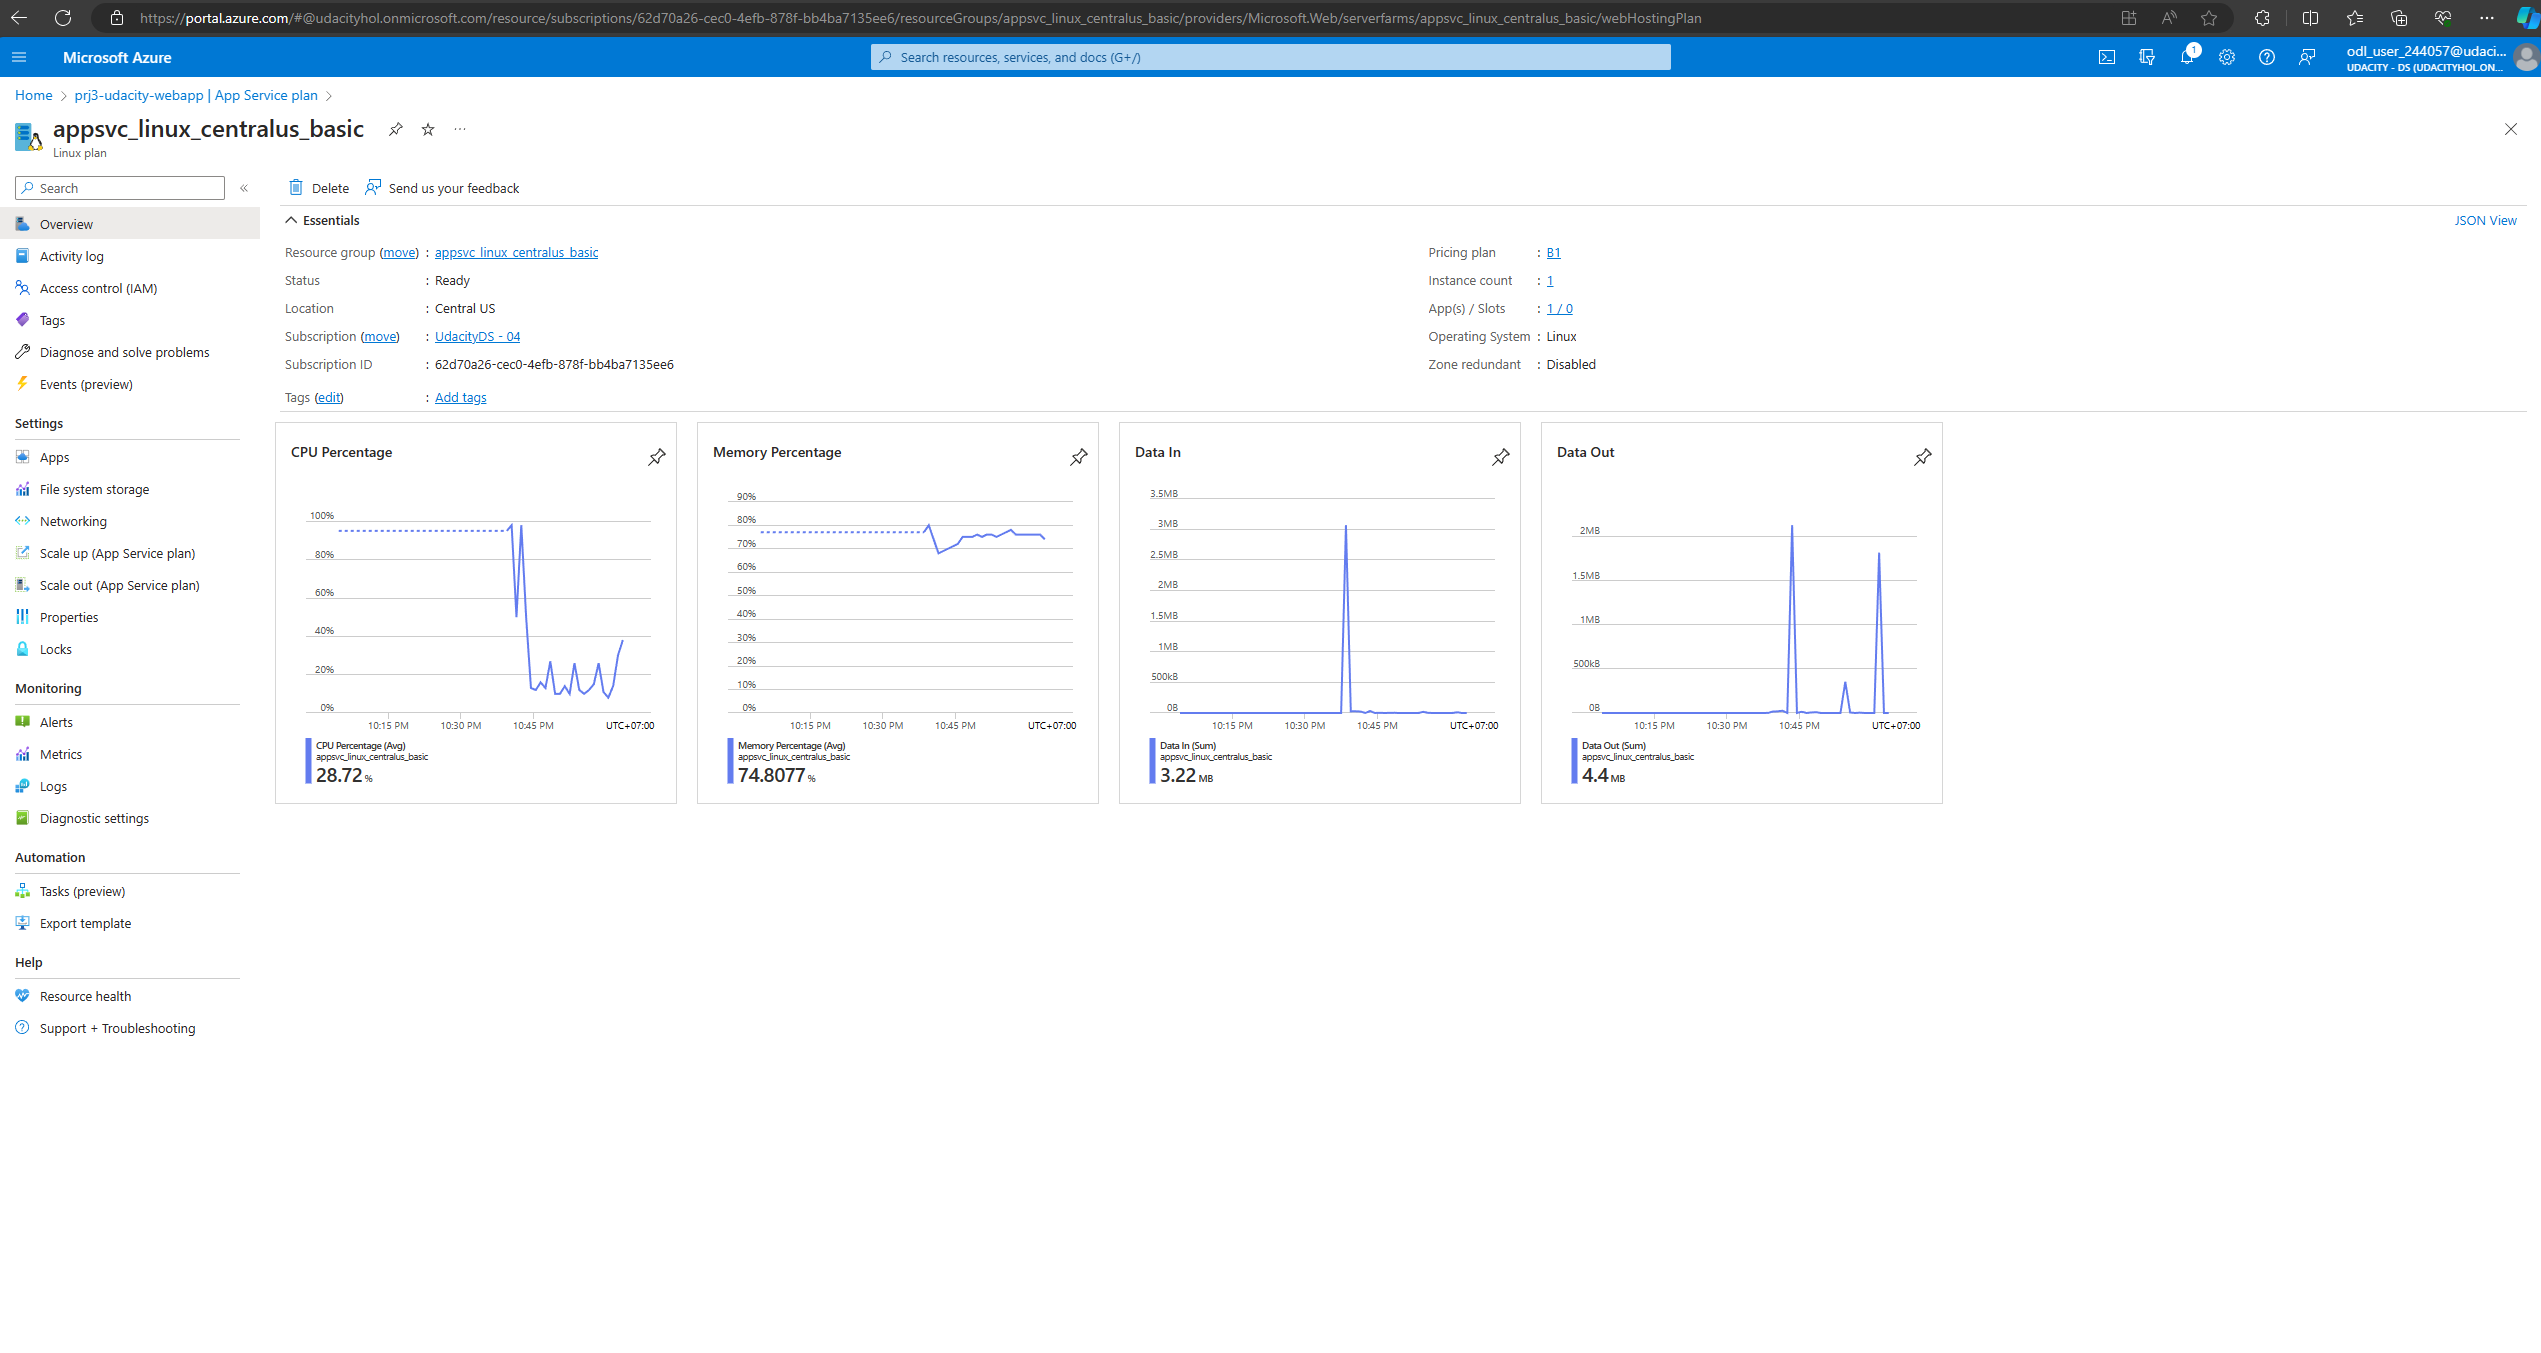 https://portal.azure.com/#@udacityhol.onmicrosoft.com/resource/subscriptions/62d70a26-cec0-4efb-878f-bb4ba7135ee6/resourceGroups/appsvc_linux_centralus_basic/providers/Microsoft.Web/serverfarms/appsvc_linux_centralus_basic/webHostingPlan
Microsoft Azure
Search resources, services, and docs (G+/)
1
odl_user_244057@udaci...
UDACITY - DS (UDACITYHOL.ON...
Home > prj3-udacity-webapp | App Service plan >
appsvc_linux_centralus_basic
Linux plan
Search
Delete
Send us your feedback
Overview
Activity log
Access control (IAM)
Tags
Diagnose and solve problems
Events (preview)
Settings
Apps
File system storage
Networking
Scale up (App Service plan)
Scale out (App Service plan)
Properties
Locks
Monitoring
Alerts
Metrics
Logs
Diagnostic settings
Automation
Tasks (preview)
Export template
Help
Resource health
Support + Troubleshooting
Essentials
JSON View
Resource group (move) : appsvc_linux_centralus_basic
Status : Ready
Location : Central US
Subscription (move) : UdacityDS - 04
Subscription ID : 62d70a26-cec0-4efb-878f-bb4ba7135ee6
Tags (edit) : Add tags
Pricing plan : B1
Instance count : 1
App(s) / Slots : 1 / 0
Operating System : Linux
Zone redundant : Disabled
CPU Percentage
100%
80%
60%
40%
20%
0%
10:15 PM 10:30 PM 10:45 PM UTC+07:00
CPU Percentage (Avg)
appsvc_linux_centralus_basic
28.72 %
Memory Percentage
90%
80%
70%
60%
50%
40%
30%
20%
10%
0%
10:15 PM 10:30 PM 10:45 PM UTC+07:00
Memory Percentage (Avg)
appsvc_linux_centralus_basic
74.8077 %
Data In
3.5MB
3MB
2.5MB
2MB
1.5MB
1MB
500kB
0B
10:15 PM 10:30 PM 10:45 PM UTC+07:00
Data In (Sum)
appsvc_linux_centralus_basic
3.22 MB
Data Out
2MB
1.5MB
1MB
500kB
0B
10:15 PM 10:30 PM 10:45 PM UTC+07:00
Data Out (Sum)
appsvc_linux_centralus_basic
4.4 MB